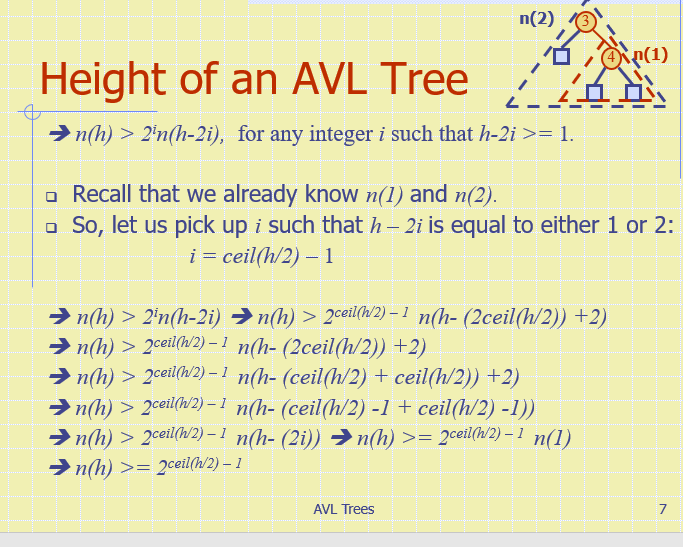 n(2)
3
4
n(1)
Height of an AVL Tree
➔ n(h) > 2ⁱn(h-2i), for any integer i such that h-2i >= 1.
❑ Recall that we already know n(1) and n(2).
❑ So, let us pick up i such that h – 2i is equal to either 1 or 2:
i = ceil(h/2) – 1
➔ n(h) > 2ⁱn(h-2i) ➔ n(h) > 2^ceil(h/2) – 1 n(h- (2ceil(h/2)) +2)
➔ n(h) > 2^ceil(h/2) – 1 n(h- (2ceil(h/2)) +2)
➔ n(h) > 2^ceil(h/2) – 1 n(h- (ceil(h/2) + ceil(h/2)) +2)
➔ n(h) > 2^ceil(h/2) – 1 n(h- (ceil(h/2) -1 + ceil(h/2) -1))
➔ n(h) > 2^ceil(h/2) – 1 n(h- (2i)) ➔ n(h) >= 2^ceil(h/2) – 1 n(1)
➔ n(h) >= 2^ceil(h/2) – 1
AVL Trees
7